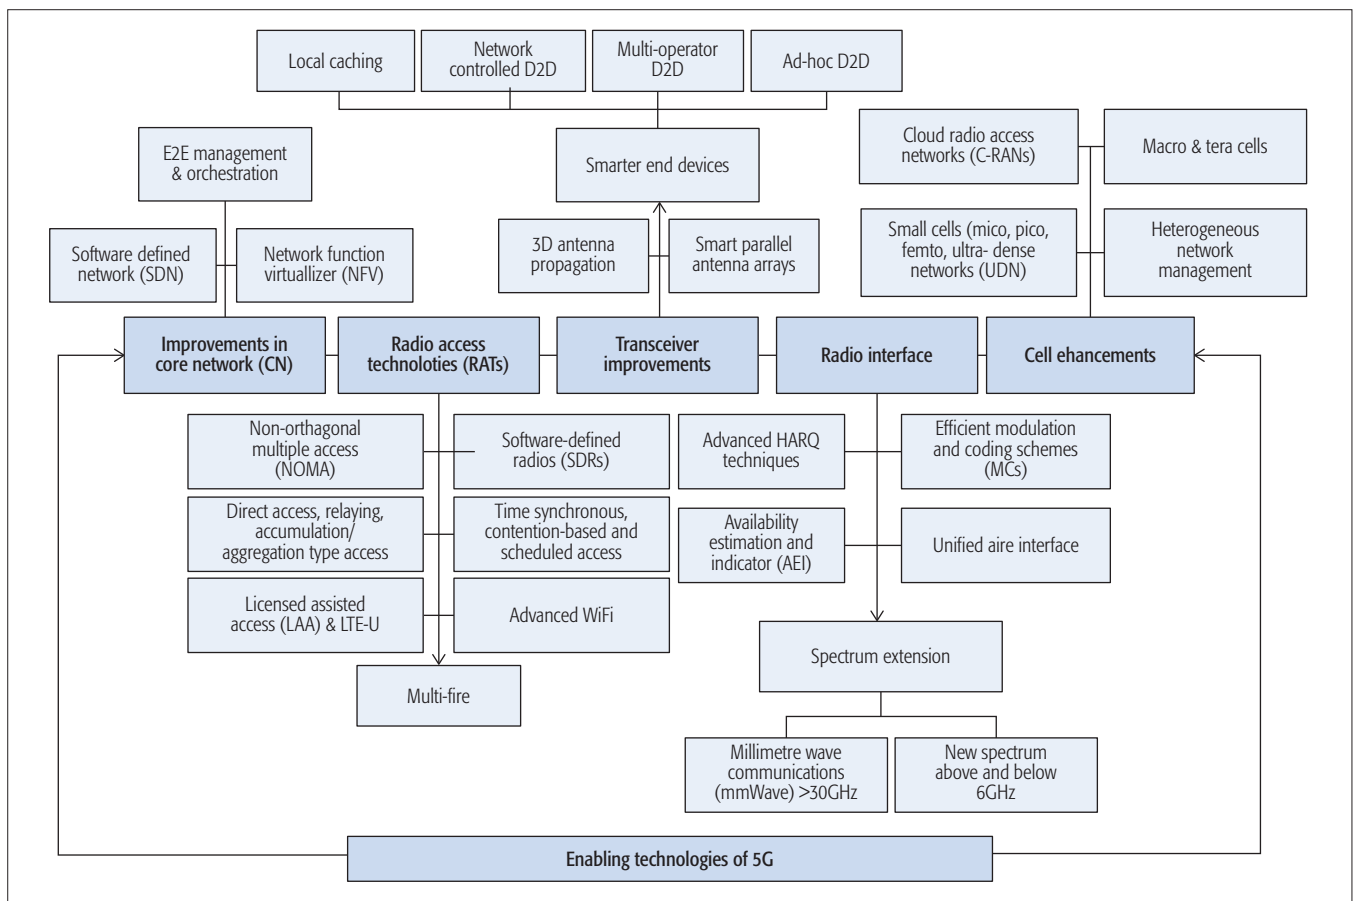 Local caching
Network
controlled D2D
Multi-operator
D2D
Ad-hoc D2D
E2E management
& orchestration
Smarter end devices
Cloud radio access
networks (C-RANs)
Macro & tera cells
Software defined
network (SDN)
Network function
virtuallizer (NFV)
3D antenna
propagation
Smart parallel
antenna arrays
Small cells (mico, pico,
femto, ultra- dense
networks (UDN)
Heterogeneous
network
management
Improvements in
core network (CN)
Radio access
technoloties (RATs)
Transceiver
improvements
Radio interface
Cell ehancements
Non-orthagonal
multiple access
(NOMA)
Software-defined
radios (SDRs)
Advanced HARQ
techniques
Efficient modulation
and coding schemes
(MCs)
Direct access, relaying,
accumulation/
aggregation type access
Time synchronous,
contention-based and
scheduled access
Availability
estimation and
indicator (AEI)
Unified aire interface
Licensed assisted
access (LAA) & LTE-U
Advanced WiFi
Spectrum extension
Multi-fire
Millimetre wave
communications
(mmWave) >30GHz
New spectrum
above and below
6GHz
Enabling technologies of 5G